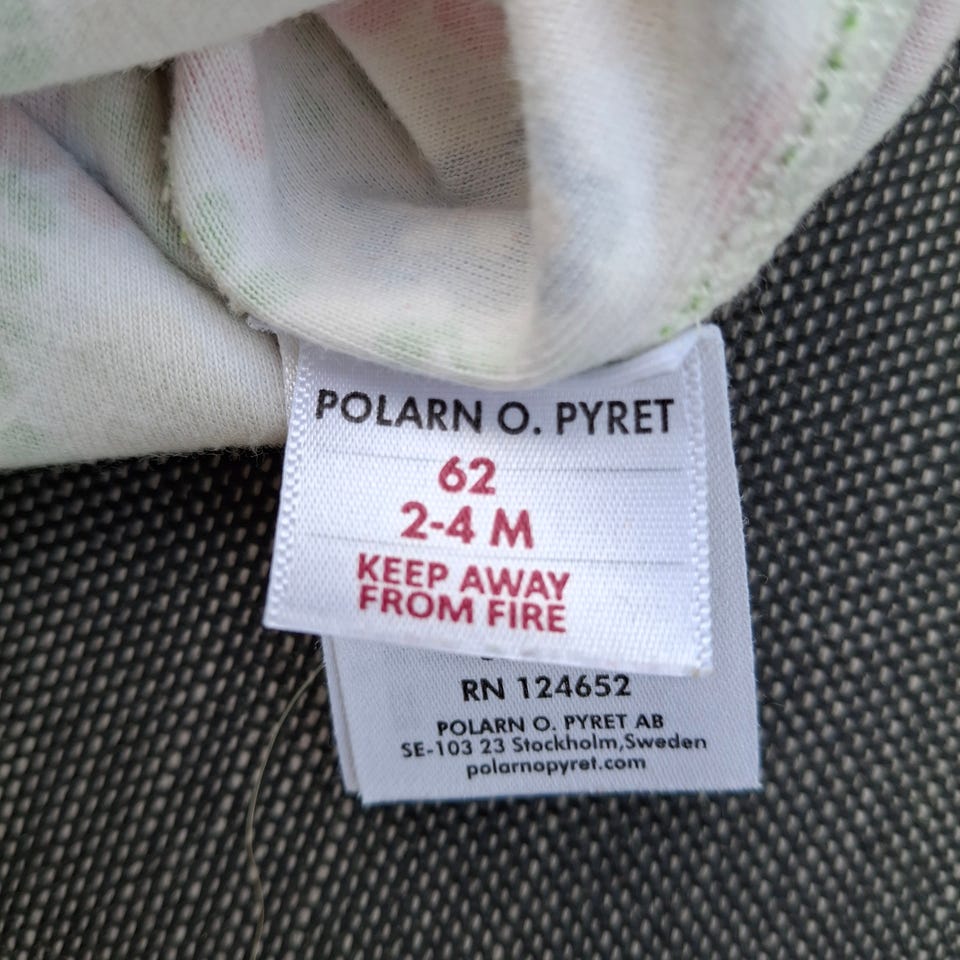 POLARN O. PYRET
62
2-4 M
KEEP AWAY
FROM FIRE
RN 124652
POLARN O. PYRET AB
SE-103 23 Stockholm,Sweden
polarnopyret.com